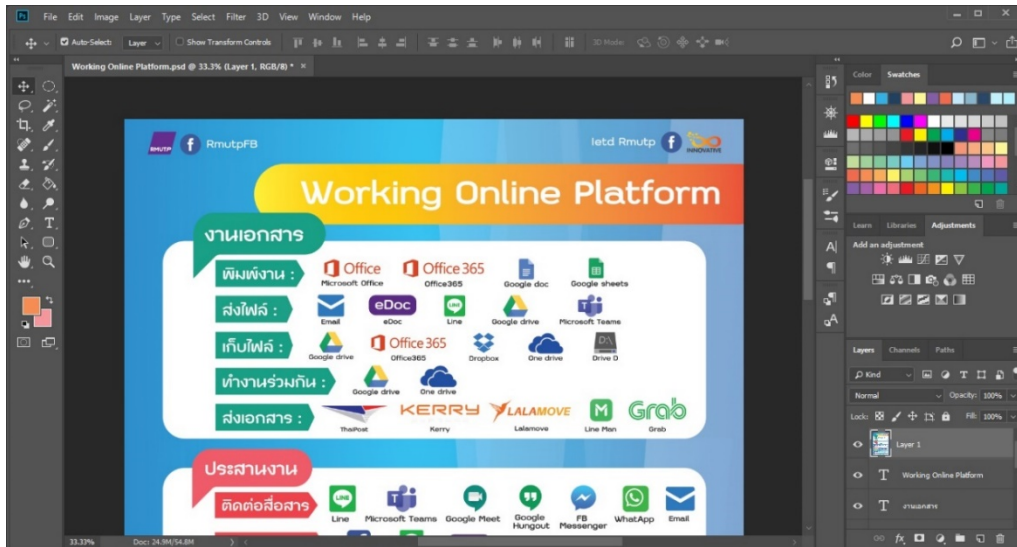 Ps File Edit Image Layer Type Select Filter 3D View Window Help
Auto-Select: Layer Show Transform Controls 3D Mode:
Working Online Platform.psd @ 33.3% (Layer 1, RGB/8) * ×
Color Swatches
RMUTP RmutpFB Ietd Rmutp INNOVATIVE
Working Online Platform
Learn Libraries Adjustments
Add an adjustment
งานเอกสาร
พิมพ์งาน : Office Office 365
Microsoft Office Office365 Google doc Google sheets
ส่งไฟล์ : eDoc LINE
Email eDoc Line Google drive Microsoft Teams
เก็บไฟล์ : Office 365 D:\
Google drive Office365 Dropbox One drive Drive D
ทำงานร่วมกัน :
Google drive One drive
ส่งเอกสาร : KERRY LALAMOVE M Grab
ThaiPost Kerry Lalamove Line Man Grab
ประสานงาน
ติดต่อสื่อสาร LINE
Line Microsoft Teams Google Meet Google Hungout FB Messenger WhatApp Email
Layers Channels Paths
Kind
Normal Opacity: 100%
Lock: Fill: 100%
Layer 1
T Working Online Platform
T งานเอกสาร
33.33% Doc: 24.9M/54.8M